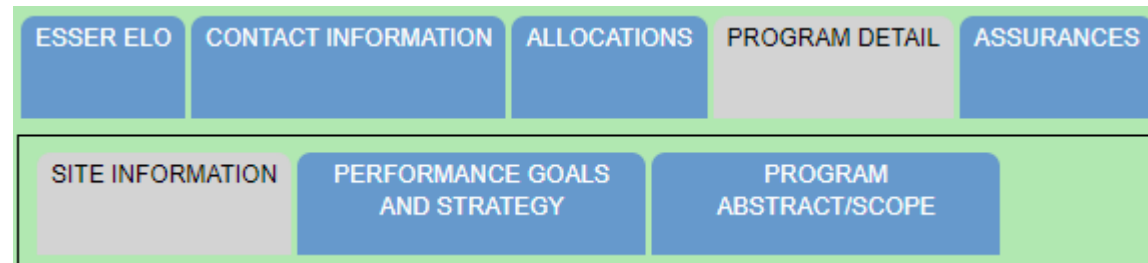 ESSER ELO CONTACT INFORMATION ALLOCATIONS PROGRAM DETAIL ASSURANCES
SITE INFORMATION PERFORMANCE GOALS PROGRAM
AND STRATEGY ABSTRACT/SCOPE